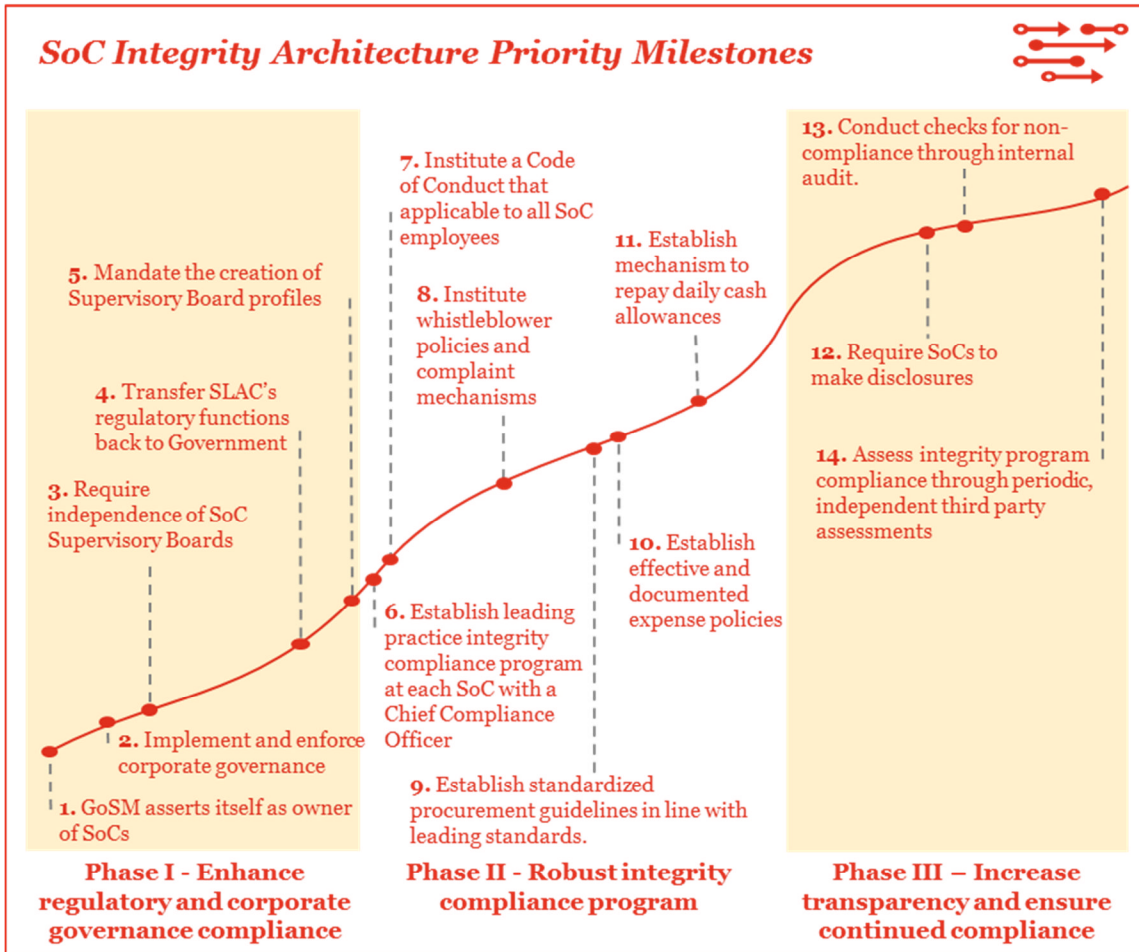 SoC Integrity Architecture Priority Milestones
1. GoSM asserts itself as owner
of SoCs
2. Implement and enforce
corporate governance
3. Require
independence of SoC
Supervisory Boards
4. Transfer SLAC’s
regulatory functions
back to Government
5. Mandate the creation of
Supervisory Board profiles
6. Establish leading
practice integrity
compliance program
at each SoC with a
Chief Compliance
Officer
7. Institute a Code
of Conduct that
applicable to all SoC
employees
8. Institute
whistleblower
policies and
complaint
mechanisms
9. Establish standardized
procurement guidelines in line with
leading standards.
10. Establish
effective and
documented
expense policies
11. Establish
mechanism to
repay daily cash
allowances
12. Require SoCs to
make disclosures
13. Conduct checks for non-
compliance through internal
audit.
14. Assess integrity program
compliance through periodic,
independent third party
assessments
Phase I - Enhance
regulatory and corporate
governance compliance
Phase II - Robust integrity
compliance program
Phase III – Increase
transparency and ensure
continued compliance